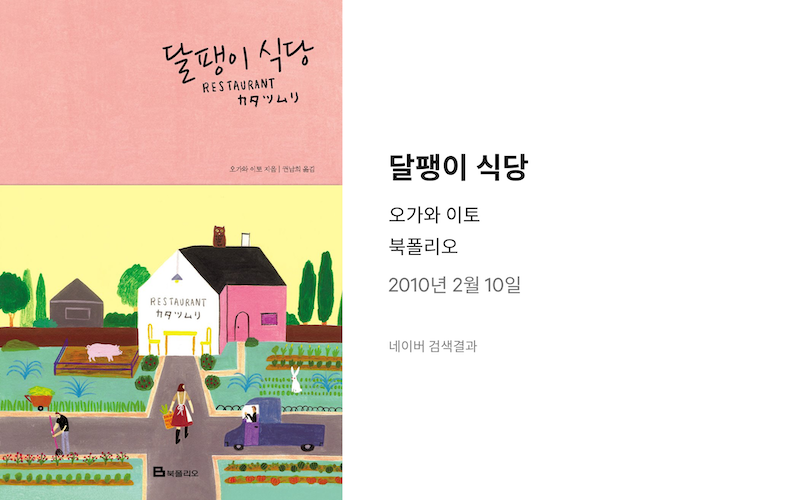 달팽이 식당
RESTAURANT
カタツムリ
오가와 이토 지음 | 권남희 옮김
RESTAURANT
カタツムリ
북폴리오
달팽이 식당
오가와 이토
북폴리오
2010년 2월 10일
네이버 검색결과